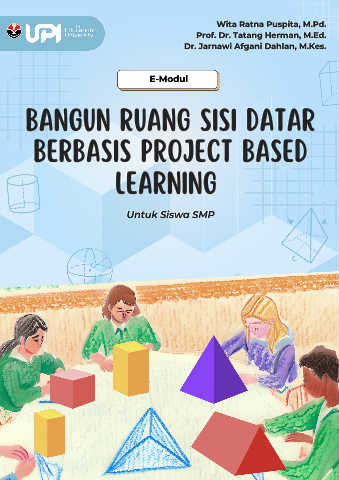 UPI
Wita Ratna Puspita, M.Pd.
Prof. Dr. Tatang Herman, M.Ed.
Dr. Jarnawi Afgani Dahlan, M.Kes.
E-Modul
BANGUN RUANG SISI DATAR
BERBASIS PROJECT BASED
LEARNING
Untuk Siswa SMP